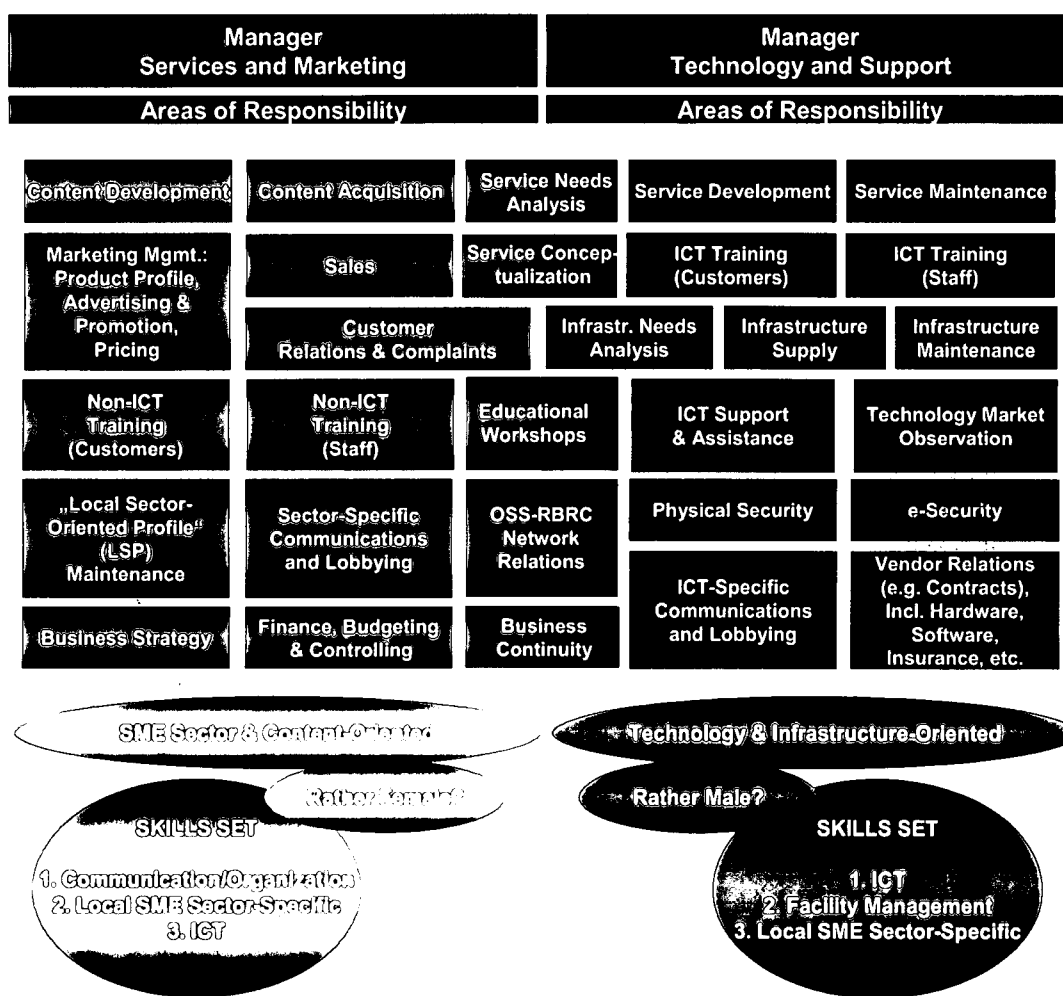 Manager
Services and Marketing
Manager
Technology and Support
Areas of Responsibility
Areas of Responsibility
Content Development
Content Acquisition
Service Needs
Analysis
Service Development
Service Maintenance
Marketing Mgmt.:
Product Profile,
Advertising &
Promotion,
Pricing
Sales
Service Concep-
tualization
ICT Training
(Customers)
ICT Training
(Staff)
Customer
Relations & Complaints
Infrastr. Needs
Analysis
Infrastructure
Supply
Infrastructure
Maintenance
Non-ICT
Training
(Customers)
Non-ICT
Training
(Staff)
Educational
Workshops
ICT Support
& Assistance
Technology Market
Observation
„Local Sector-
Oriented Profile“
(LSP)
Maintenance
Sector-Specific
Communications
and Lobbying
OSS-RBRC
Network
Relations
Physical Security
e-Security
ICT-Specific
Communications
and Lobbying
Vendor Relations
(e.g. Contracts),
Incl. Hardware,
Software,
Insurance, etc.
Business Strategy
Finance, Budgeting
& Controlling
Business
Continuity
SME Sector & Content-Oriented
Technology & Infrastructure-Oriented
Rather Female?
Rather Male?
SKILLS SET
1. Communication/Organization
2. Local SME Sector-Specific
3. ICT
SKILLS SET
1. ICT
2. Facility Management
3. Local SME Sector-Specific